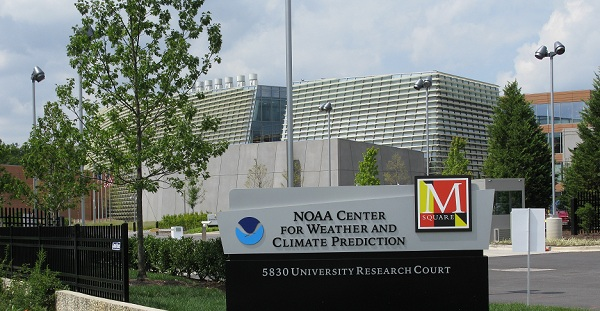 NOAA CENTER
FOR WEATHER AND
CLIMATE PREDICTION
M
SQUARE
5830 UNIVERSITY RESEARCH COURT